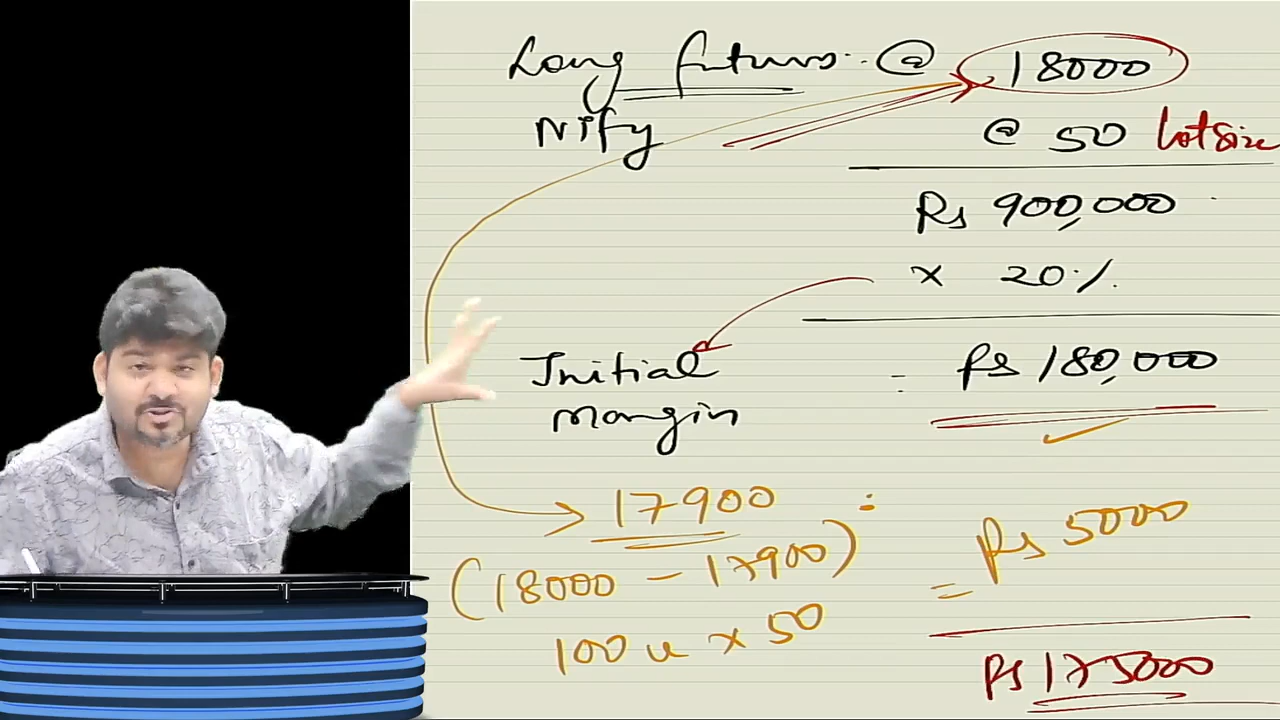 Long futures @ 18000
Nifty @ 50 Lot Size
Rs 900,000
x 20%
Initial = Rs 180,000
margin
17900 :
(18000 - 17900) = Rs 5000
100 x 50
Rs 175000